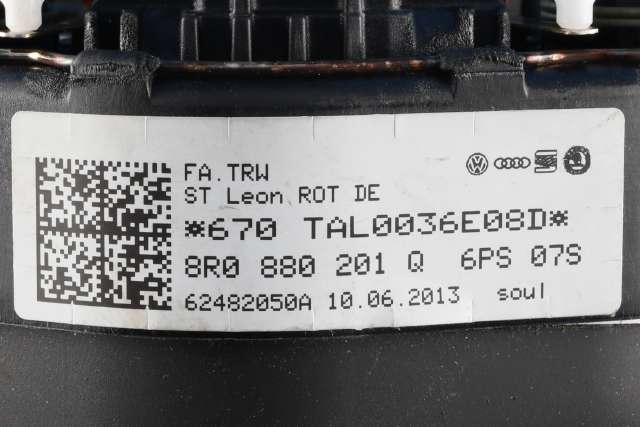 FA.TRW
ST Leon ROT DE
*670 TAL0036E08D*
8R0 880 201 Q 6PS 07S
62482050A 10.06.2013 soul